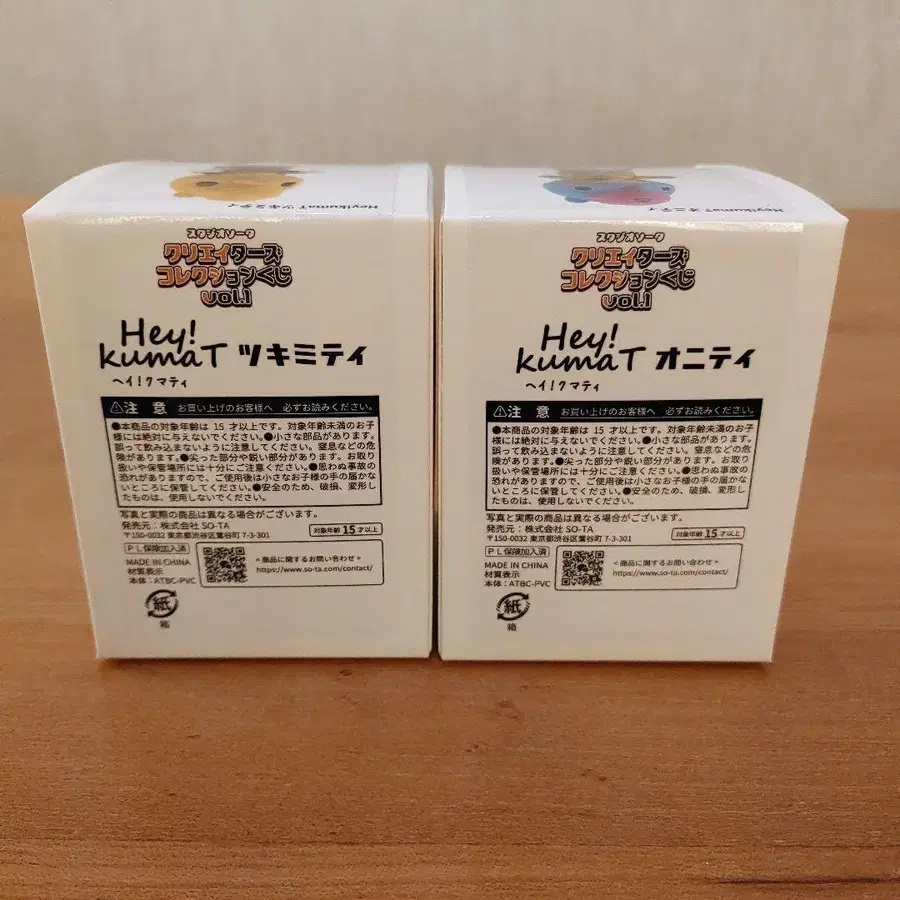 Hey!kumaT ツキミティ
スタジオソータ
クリエイターズ
コレクションくじ
vol.1
Hey!
kumaT ツキミティ
ヘイ!クマティ
⚠注 意 お買い上げのお客様へ 必ずお読みください。
●本商品の対象年齢は 15 才以上です。対象年齢未満のお子
様には絶対に与えないでください。●小さな部品があります。
誤って飲み込まないように注意してください。窒息などの危
険があります。●尖った部分や鋭い部分があります。お取り
扱いや保管場所には十分にご注意ください。●思わぬ事故の
恐れがありますので、ご使用後は小さなお子様の手の届かな
いところに保管してください。●安全のため、破損、変形し
たものは、使用しないでください。
写真と実際の商品は異なる場合がございます。
発売元:株式会社 SO-TA
〒150-0032 東京都渋谷区鶯谷町 7-3-301
対象年齢 15 才以上
PL保険加入済
MADE IN CHINA
材質表示
本体:ATBC-PVC
<商品に関するお問い合わせ>
https://www.so-ta.com/contact/
紙
箱
Hey!kumaT オニティ
スタジオソータ
クリエイターズ
コレクションくじ
vol.1
Hey!
kumaT オニティ
ヘイ!クマティ
⚠注 意 お買い上げのお客様へ 必ずお読みください。
●本商品の対象年齢は 15 才以上です。対象年齢未満のお子
様には絶対に与えないでください。●小さな部品があります。
誤って飲み込まないように注意してください。窒息などの危
険があります。●尖った部分や鋭い部分があります。お取り
扱いや保管場所には十分にご注意ください。●思わぬ事故の
恐れがありますので、ご使用後は小さなお子様の手の届かな
いところに保管してください。●安全のため、破損、変形し
たものは、使用しないでください。
写真と実際の商品は異なる場合がございます。
発売元:株式会社 SO-TA
〒150-0032 東京都渋谷区鶯谷町 7-3-301
対象年齢 15 才以上
PL保険加入済
MADE IN CHINA
材質表示
本体:ATBC-PVC
<商品に関するお問い合わせ>
https://www.so-ta.com/contact/
紙
箱